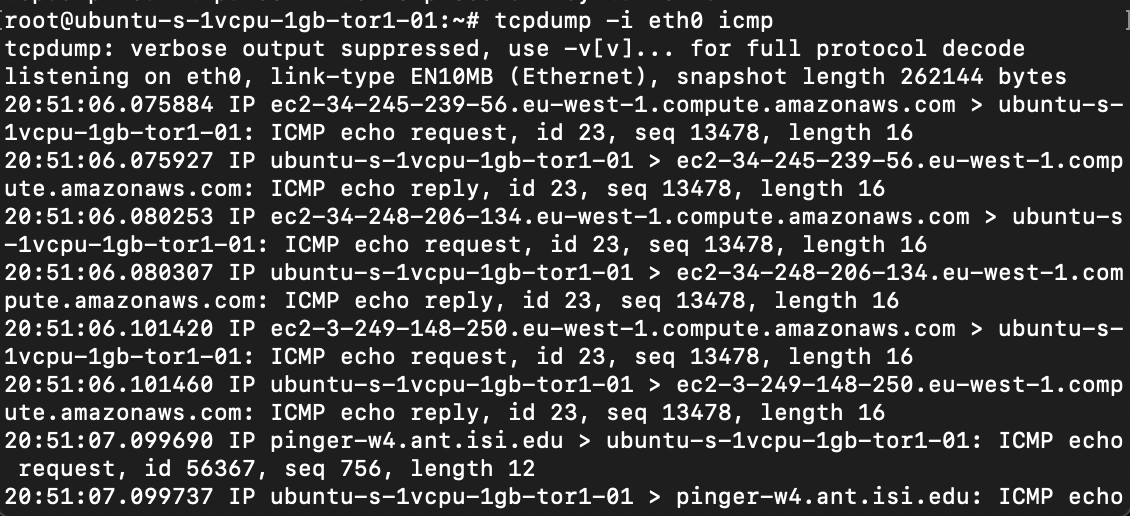 [root@ubuntu-s-1vcpu-1gb-tor1-01:~# tcpdump -i eth0 icmp
tcpdump: verbose output suppressed, use -v[v]... for full protocol decode
listening on eth0, link-type EN10MB (Ethernet), snapshot length 262144 bytes
20:51:06.075884 IP ec2-34-245-239-56.eu-west-1.compute.amazonaws.com > ubuntu-s-
1vcpu-1gb-tor1-01: ICMP echo request, id 23, seq 13478, length 16
20:51:06.075927 IP ubuntu-s-1vcpu-1gb-tor1-01 > ec2-34-245-239-56.eu-west-1.comp
ute.amazonaws.com: ICMP echo reply, id 23, seq 13478, length 16
20:51:06.080253 IP ec2-34-248-206-134.eu-west-1.compute.amazonaws.com > ubuntu-s
-1vcpu-1gb-tor1-01: ICMP echo request, id 23, seq 13478, length 16
20:51:06.080307 IP ubuntu-s-1vcpu-1gb-tor1-01 > ec2-34-248-206-134.eu-west-1.com
pute.amazonaws.com: ICMP echo reply, id 23, seq 13478, length 16
20:51:06.101420 IP ec2-3-249-148-250.eu-west-1.compute.amazonaws.com > ubuntu-s-
1vcpu-1gb-tor1-01: ICMP echo request, id 23, seq 13478, length 16
20:51:06.101460 IP ubuntu-s-1vcpu-1gb-tor1-01 > ec2-3-249-148-250.eu-west-1.comp
ute.amazonaws.com: ICMP echo reply, id 23, seq 13478, length 16
20:51:07.099690 IP pinger-w4.ant.isi.edu > ubuntu-s-1vcpu-1gb-tor1-01: ICMP echo
 request, id 56367, seq 756, length 12
20:51:07.099737 IP ubuntu-s-1vcpu-1gb-tor1-01 > pinger-w4.ant.isi.edu: ICMP echo